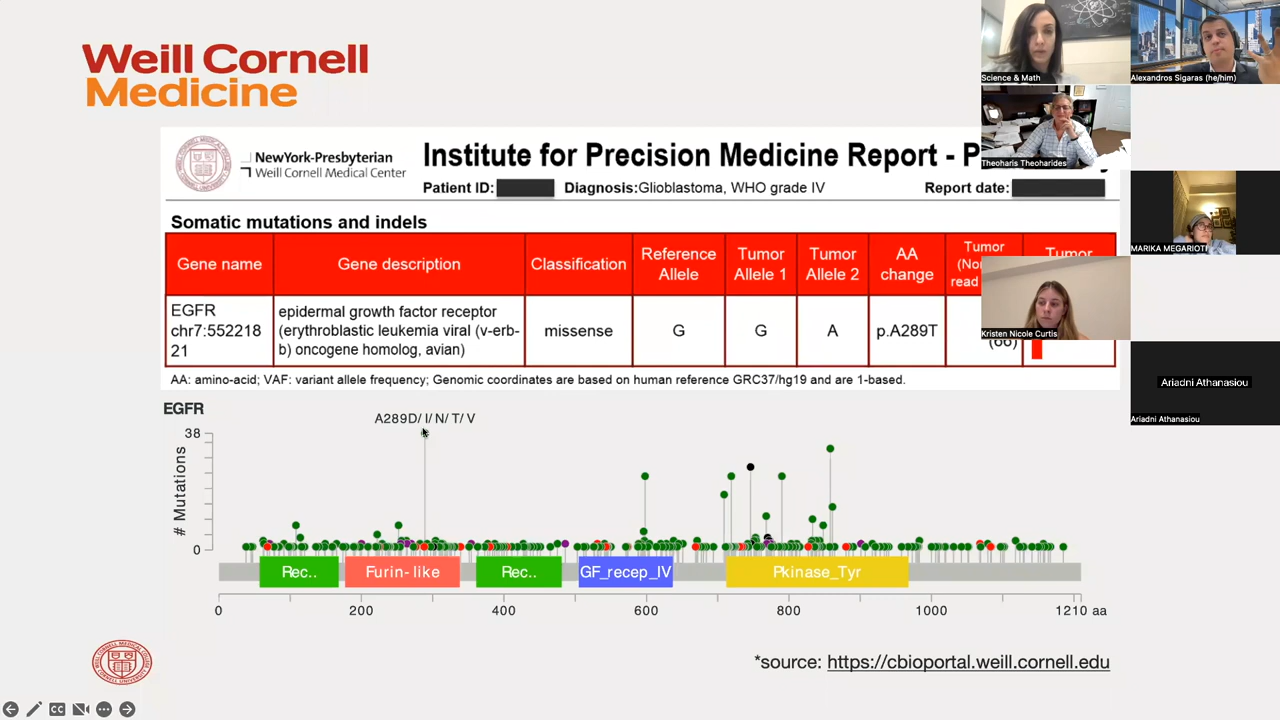 Weill Cornell
Medicine
NewYork-Presbyterian
Weill Cornell Medical Center
Institute for Precision Medicine Report - P
Patient ID:
Diagnosis:Glioblastoma, WHO grade IV
Report date:
Somatic mutations and indels
Gene name
Gene description
Classification
Reference
Allele
Tumor
Allele 1
Tumor
Allele 2
AA
change
Tumor
(Nor
read
Tumor
EGFR
chr7:552218
21
epidermal growth factor receptor
(erythroblastic leukemia viral (v-erb-
b) oncogene homolog, avian)
missense
G
G
A
p.A289T
AA: amino-acid; VAF: variant allele frequency; Genomic coordinates are based on human reference GRC37/hg19 and are 1-based.
EGFR
A289D/ I/ N/ T/ V
38
# Mutations
0
Rec..
Furin- like
Rec..
GF_recep_IV
Pkinase_Tyr
0
200
400
600
800
1000
1210 aa
*source: https://cbioportal.weill.cornell.edu
Science & Math
Alexandros Sigaras (he/him)
Theoharis Theoharides
MARIKA MEGARIOTI
Kristen Nicole Curtis
Ariadni Athanasiou
Ariadni Athanasiou
CC